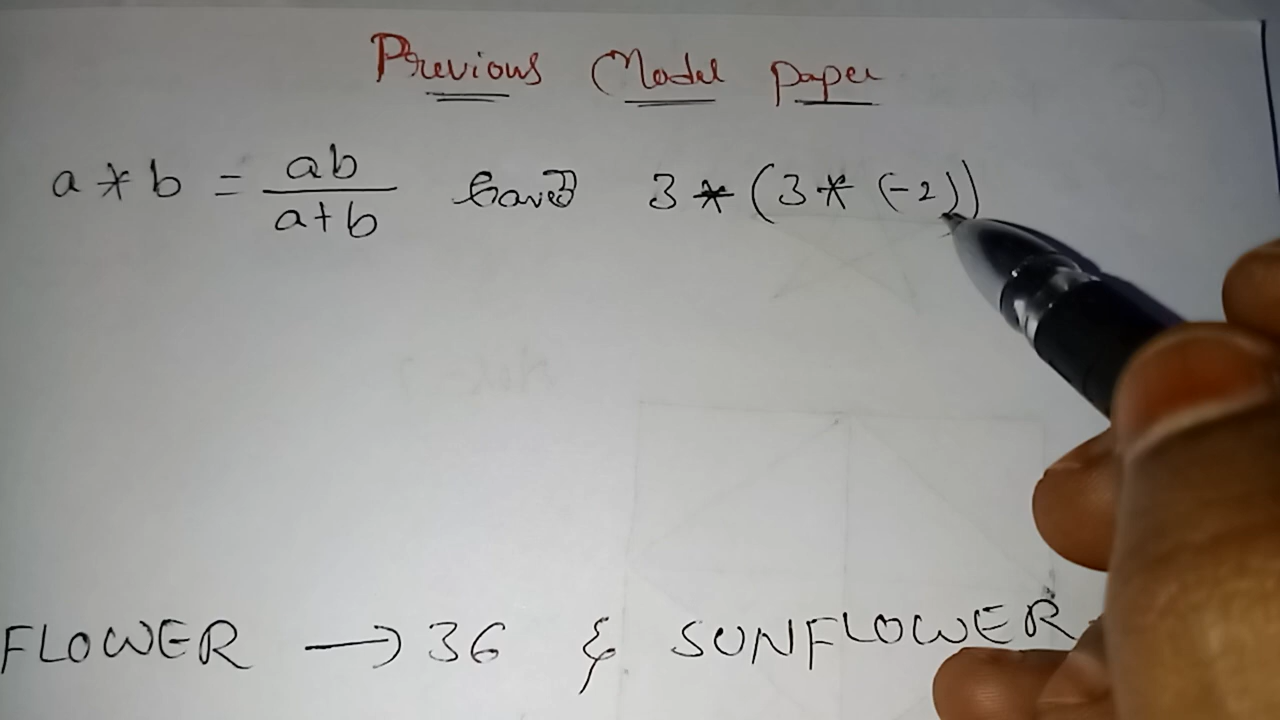 Previous Model Paper
a * b = ab / a+b 3 * (3 * (-2))
FLOWER → 36 & SUNFLOWER